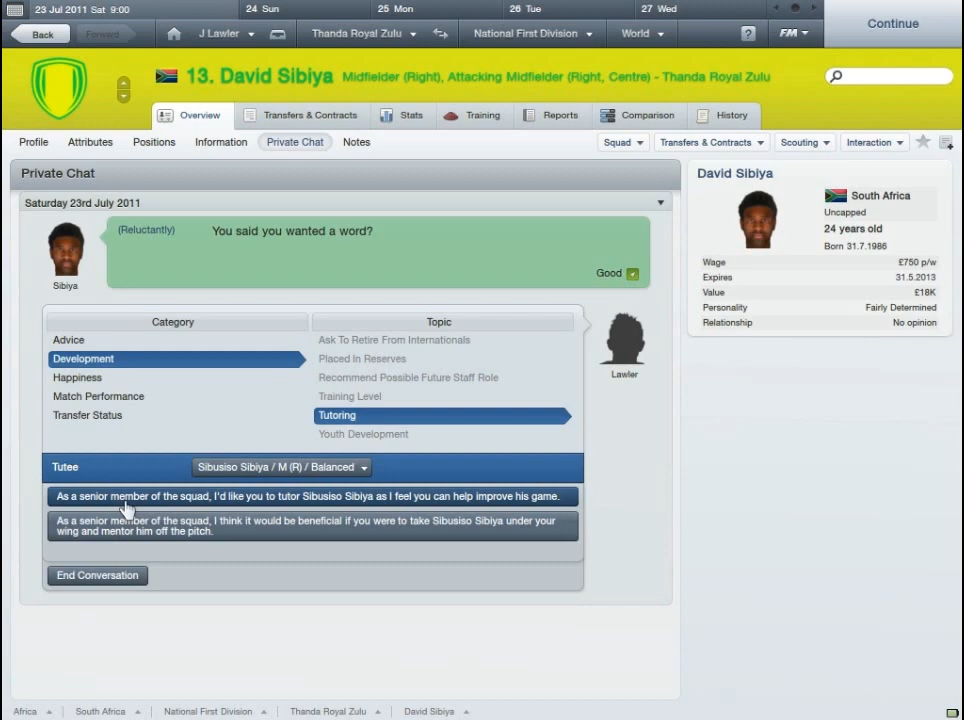 23 Jul 2011 Sat 9:00
24 Sun
25 Mon
26 Tue
27 Wed
Continue
Back
Forward
J Lawler
Thanda Royal Zulu
National First Division
World
?
FM
13. David Sibiya Midfielder (Right), Attacking Midfielder (Right, Centre) - Thanda Royal Zulu
Overview
Transfers & Contracts
Stats
Training
Reports
Comparison
History
Profile
Attributes
Positions
Information
Private Chat
Notes
Squad
Transfers & Contracts
Scouting
Interaction
Private Chat
Saturday 23rd July 2011
(Reluctantly) You said you wanted a word?
Good
Sibiya
Category
Topic
Advice
Development
Happiness
Match Performance
Transfer Status
Ask To Retire From Internationals
Placed In Reserves
Recommend Possible Future Staff Role
Training Level
Tutoring
Youth Development
Lawler
Tutee
Sibusiso Sibiya / M (R) / Balanced
As a senior member of the squad, I'd like you to tutor Sibusiso Sibiya as I feel you can help improve his game.
As a senior member of the squad, I think it would be beneficial if you were to take Sibusiso Sibiya under your
wing and mentor him off the pitch.
End Conversation
David Sibiya
South Africa
Uncapped
24 years old
Born 31.7.1986
Wage £750 p/w
Expires 31.5.2013
Value £18K
Personality Fairly Determined
Relationship No opinion
Africa
South Africa
National First Division
Thanda Royal Zulu
David Sibiya